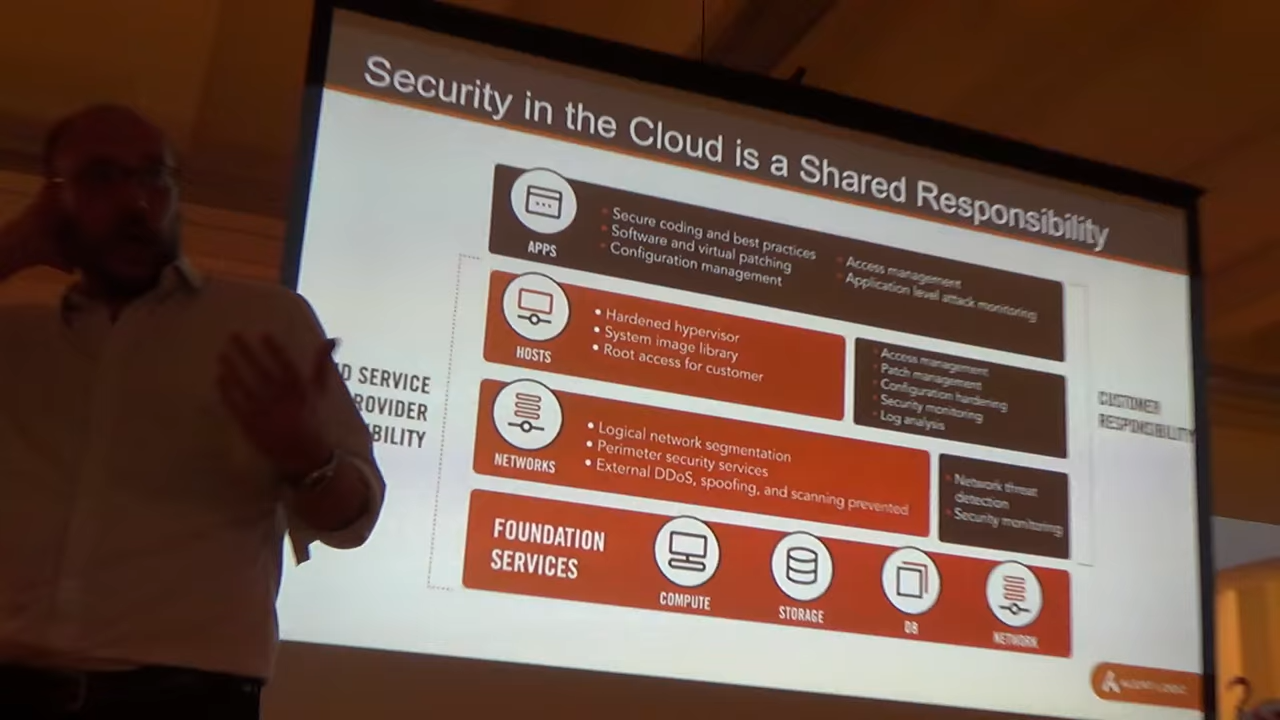 Security in the Cloud is a Shared Responsibility
APPS
Secure coding and best practices
Software and virtual patching
Configuration management
Access management
Application level attack monitoring
HOSTS
Hardened hypervisor
System image library
Root access for customer
Access management
Patch management
Configuration hardening
Security monitoring
Log analysis
SERVICE
CUSTOMER
RESPONSIBILITY
NETWORKS
Logical network segmentation
Perimeter security services
External DDoS, spoofing, and scanning prevented
Network threat
detection
Security monitoring
FOUNDATION
SERVICES
COMPUTE
STORAGE
DB
NETWORK